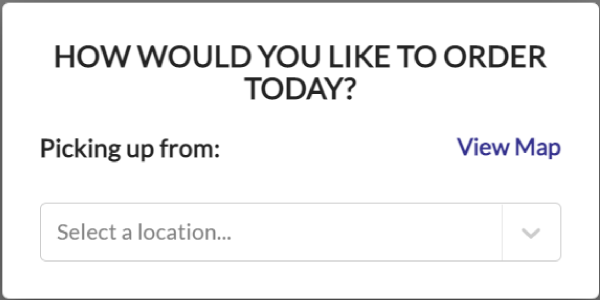 HOW WOULD YOU LIKE TO ORDER
TODAY?
Picking up from:
View Map
Select a location...